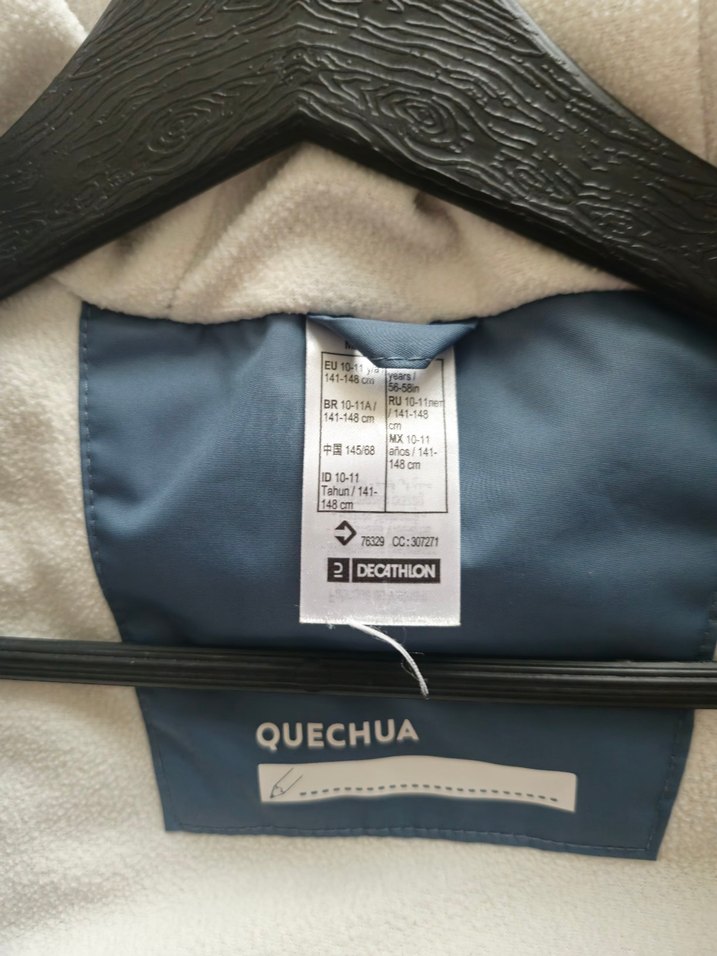 EU 10-11 y/a
141-148 cm
BR 10-11A /
141-148 cm
中国 145/68
ID 10-11
Tahun / 141-
148 cm
years /
56-58in
RU 10-11лет
/ 141-148
cm
MX 10-11
años / 141-
148 cm
76329 CC : 307271
DECATHLON
QUECHUA